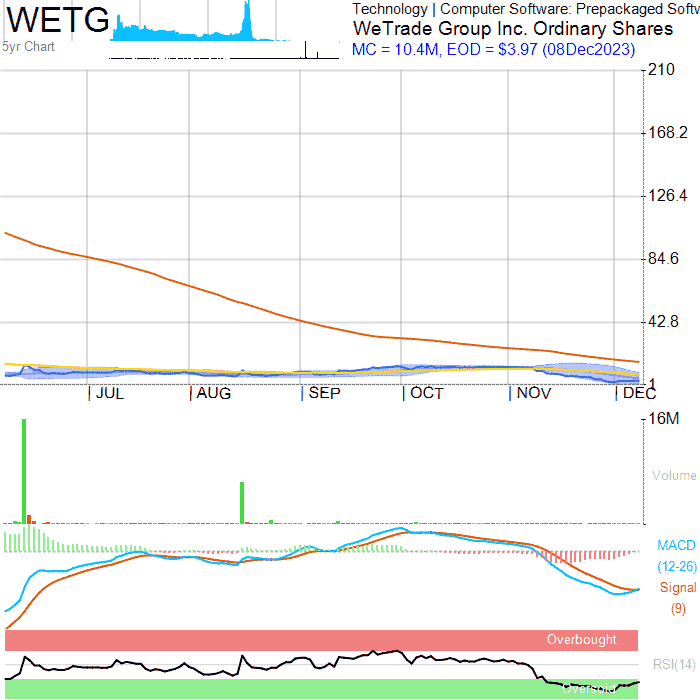 WETG
5yr Chart
Technology | Computer Software: Prepackaged Softw
WeTrade Group Inc. Ordinary Shares
MC = 10.4M, EOD = $3.97 (08Dec2023)
210
168.2
126.4
84.6
42.8
1
JUL
AUG
SEP
OCT
NOV
DEC
16M
Volume
MACD
(12-26)
Signal
(9)
Overbought
RSI(14)
Oversold